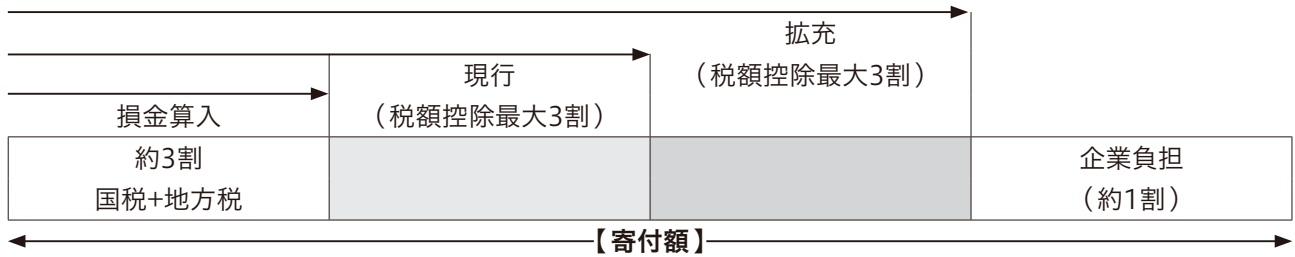 拡充
（税額控除最大3割）
現行
（税額控除最大3割）
損金算入
約3割
国税+地方税
企業負担
（約1割）
【寄付額】